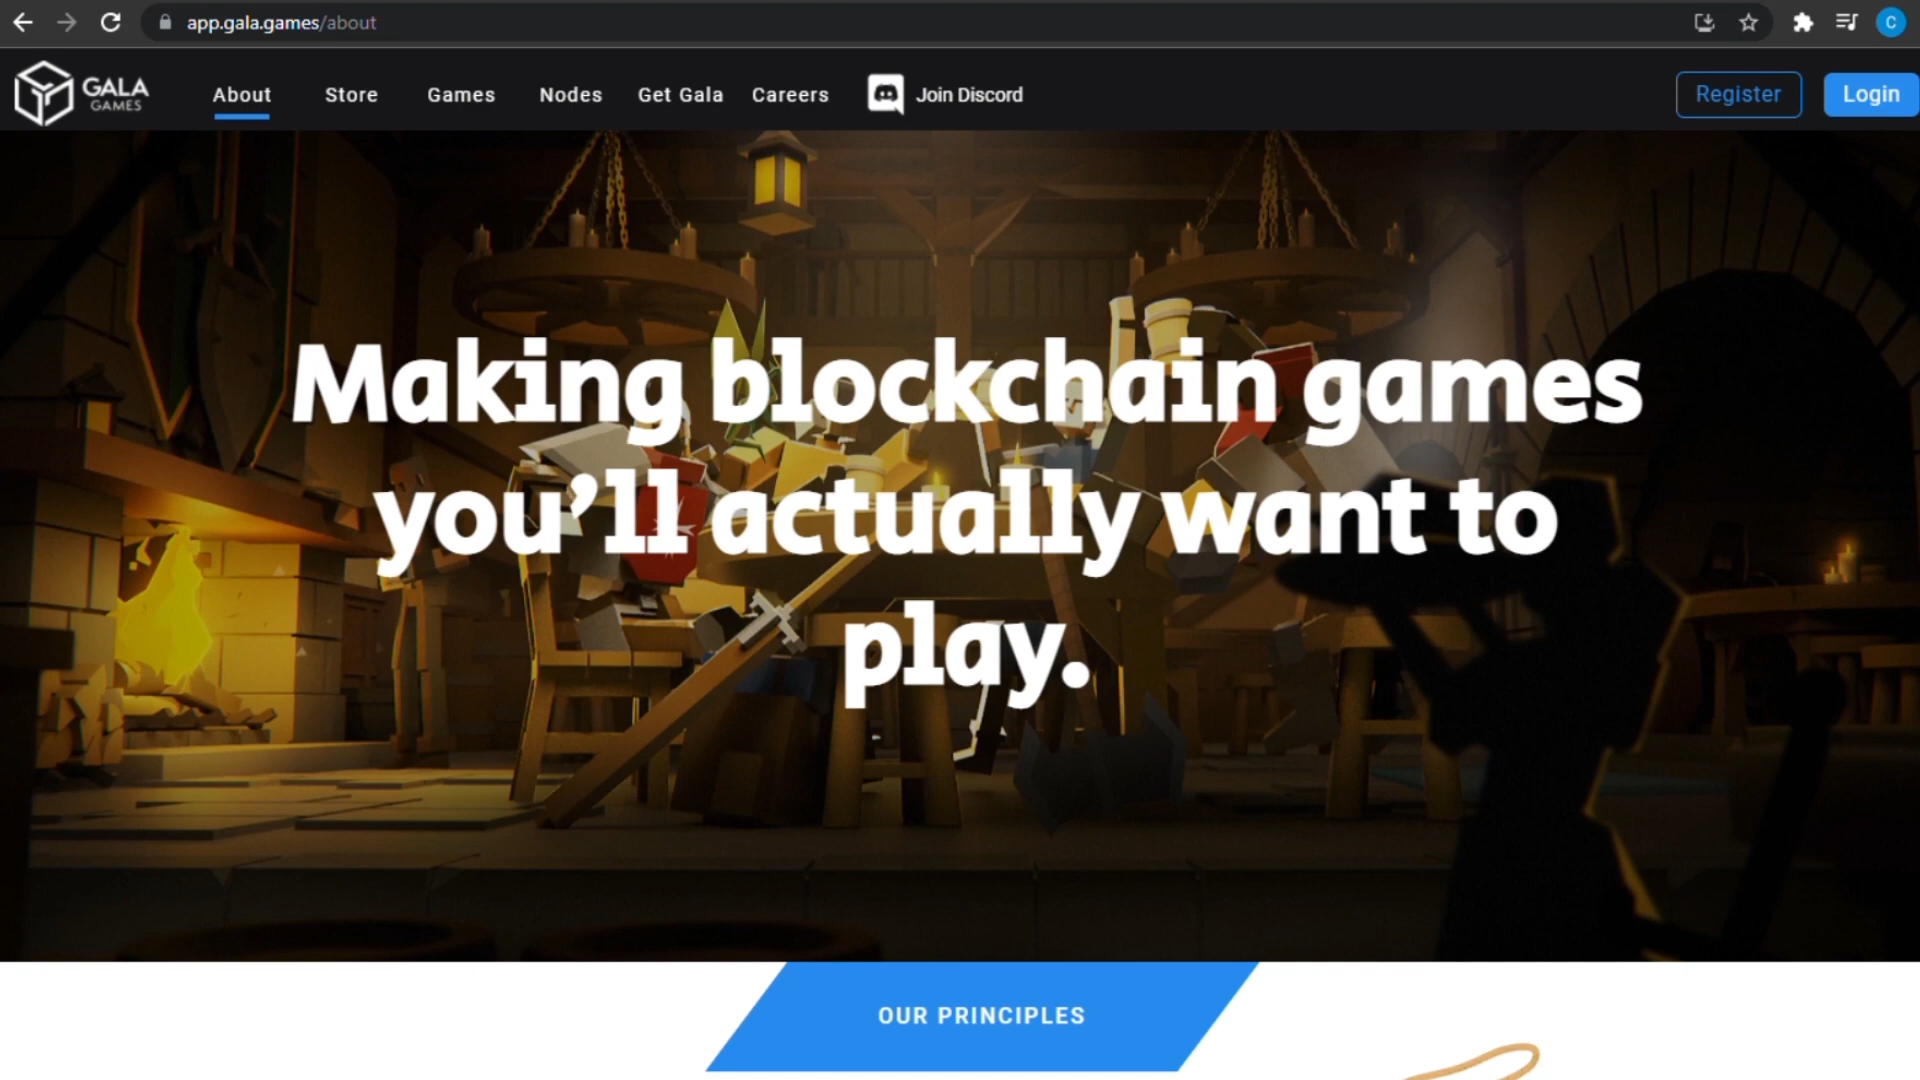 app.gala.games/about
C
GALA
GAMES
About
Store
Games
Nodes
Get Gala
Careers
Join Discord
Register
Login
Making blockchain games
you’ll actually want to
play.
OUR PRINCIPLES